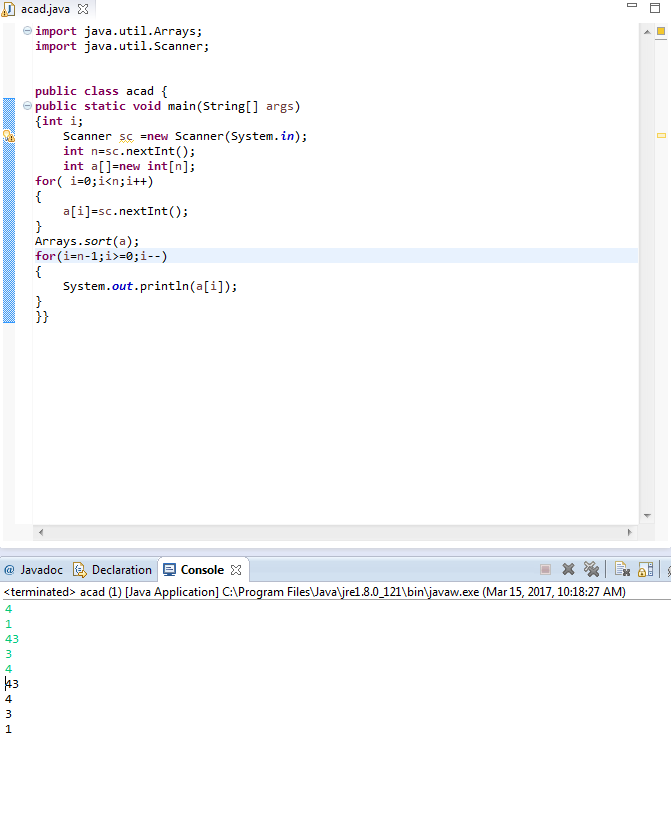 acad.java
import java.util.Arrays;
import java.util.Scanner;
public class acad {
public static void main(String[] args)
{int i;
    Scanner sc =new Scanner(System.in);
    int n=sc.nextInt();
    int a[]=new int[n];
for( i=0;i<n;i++)
{
    a[i]=sc.nextInt();
}
Arrays.sort(a);
for(i=n-1;i>=0;i--)
{
    System.out.println(a[i]);
}
}}
@ Javadoc Declaration Console
<terminated> acad (1) [Java Application] C:\Program Files\Java\jre1.8.0_121\bin\javaw.exe (Mar 15, 2017, 10:18:27 AM)
4
1
43
3
4
43
4
3
1